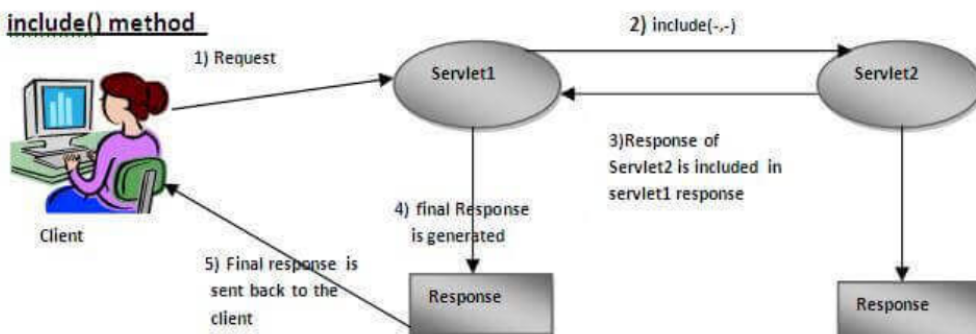 include() method
2) include(-,-)
1) Request
Servlet1
Servlet2
3)Response of
Servlet2 is included in
servlet1 response
4) final Response
is generated
Client
5) Final response is
sent back to the
client
Response
Response